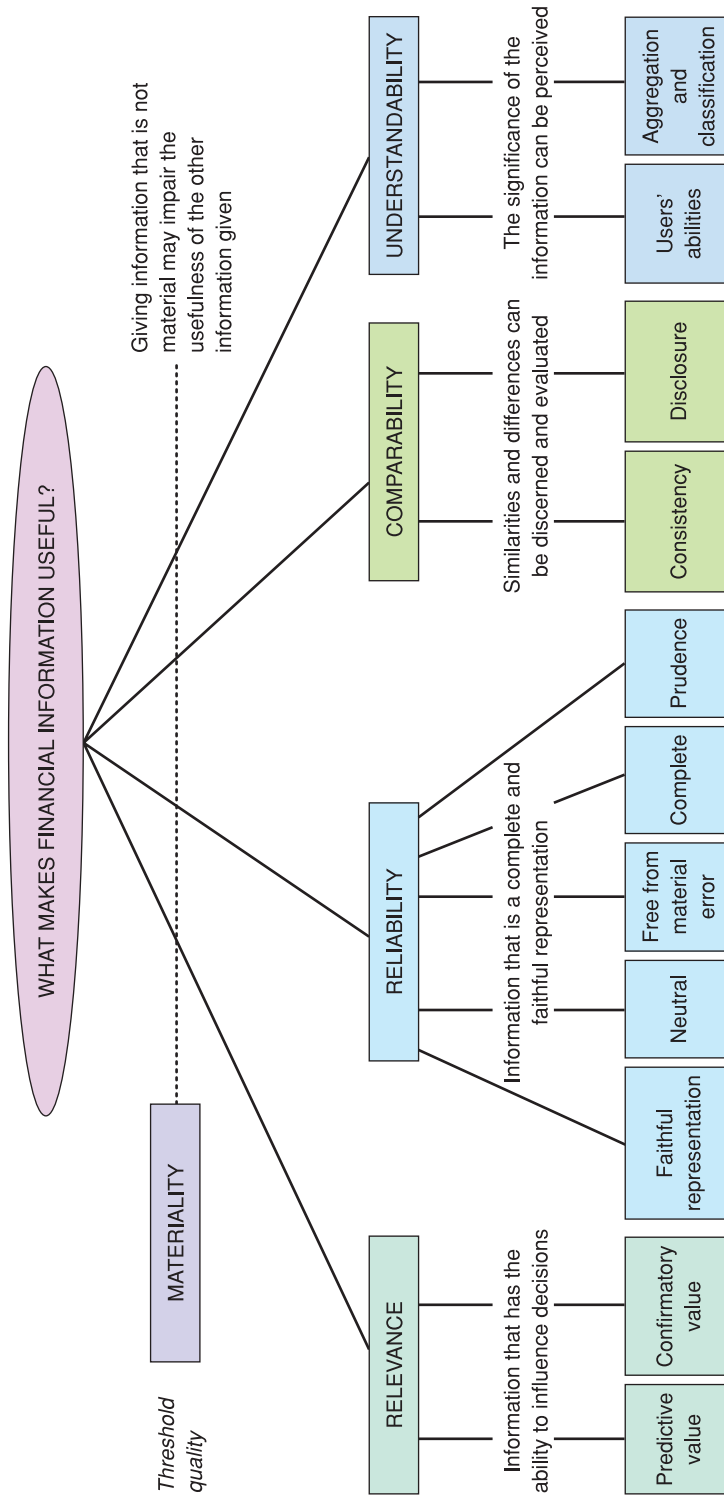 WHAT MAKES FINANCIAL INFORMATION USEFUL?
Threshold
quality
MATERIALITY
Giving information that is not
material may impair the
usefulness of the other
information given
RELEVANCE
RELIABILITY
COMPARABILITY
UNDERSTANDABILITY
Information that has the
ability to influence decisions
Information that is a complete and
faithful representation
Similarities and differences can
be discerned and evaluated
The significance of the
information can be perceived
Predictive
value
Confirmatory
value
Faithful
representation
Neutral
Free from
material
error
Complete
Prudence
Consistency
Disclosure
Users'
abilities
Aggregation
and
classification